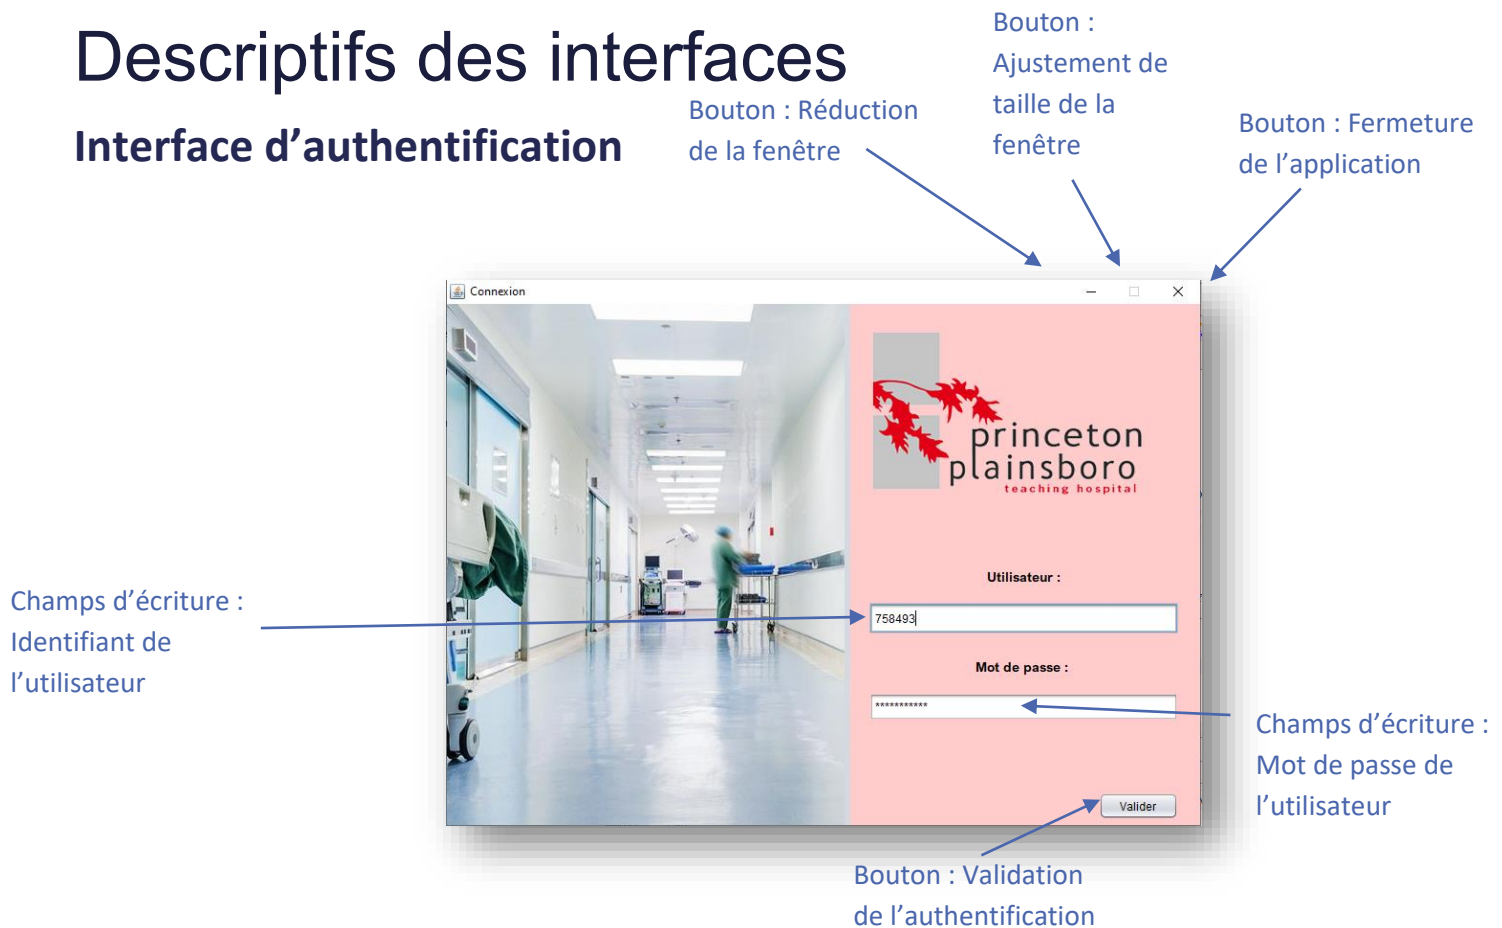 Descriptifs des interfaces
Interface d’authentification
Bouton : Réduction
de la fenêtre
Bouton :
Ajustement de
taille de la
fenêtre
Bouton : Fermeture
de l’application
Connexion
princeton
plainsboro
teaching hospital
Utilisateur :
758493
Mot de passe :
***********
Valider
Champs d’écriture :
Identifiant de
l’utilisateur
Champs d’écriture :
Mot de passe de
l’utilisateur
Bouton : Validation
de l’authentification